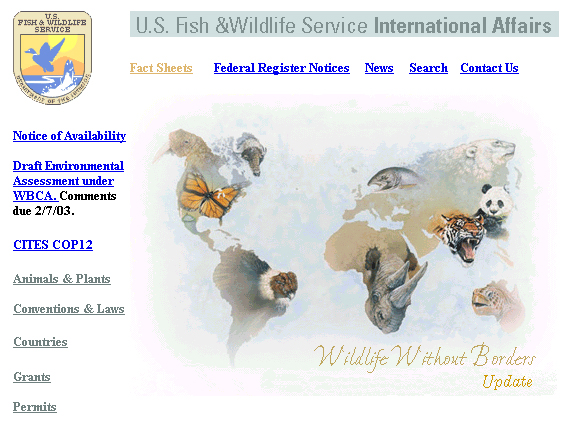 U.S.
FISH & WILDLIFE
SERVICE
DEPARTMENT OF THE INTERIOR
U.S. Fish &Wildlife Service International Affairs
Fact Sheets Federal Register Notices News Search Contact Us
Notice of Availability
Draft Environmental
Assessment under
WBCA. Comments
due 2/7/03.
CITES COP12
Animals & Plants
Conventions & Laws
Countries
Grants
Permits
Wildlife Without Borders
Update